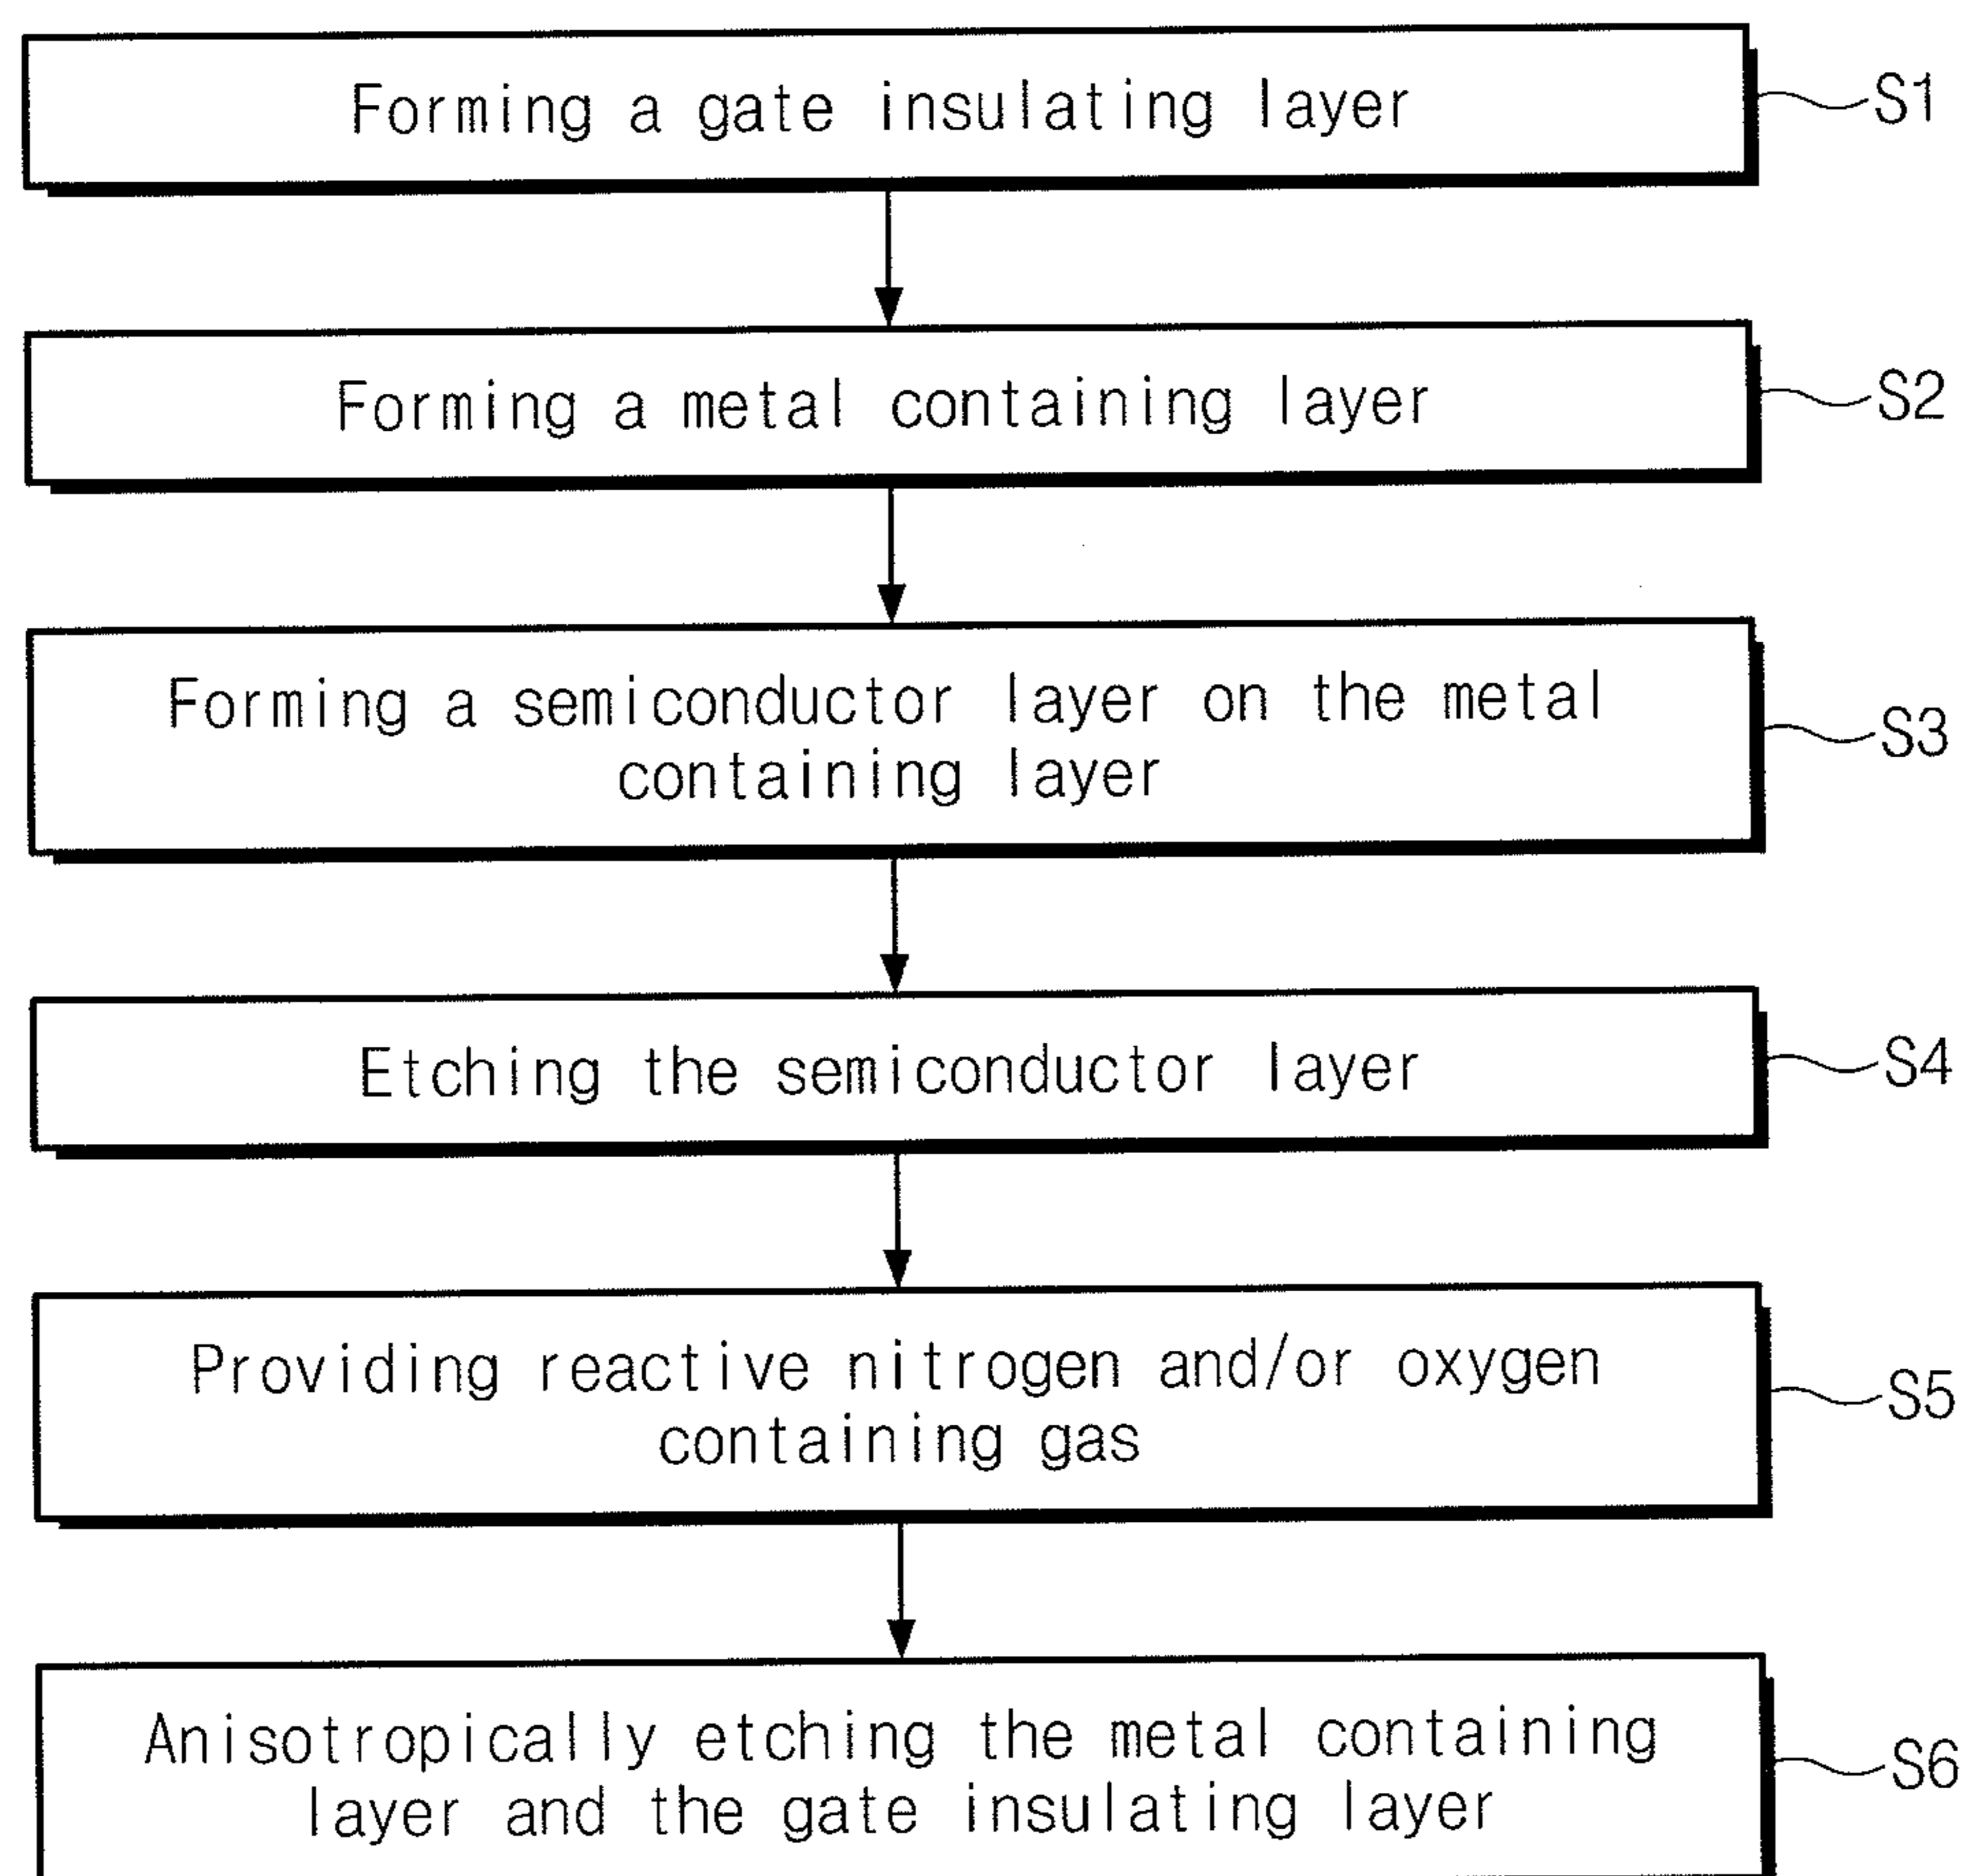 Forming a gate insulating layer
S1
Forming a metal containing layer
S2
Forming a semiconductor layer on the metal
containing layer
S3
Etching the semiconductor layer
S4
Providing reactive nitrogen and/or oxygen
containing gas
S5
Anisotropically etching the metal containing
layer and the gate insulating layer
S6